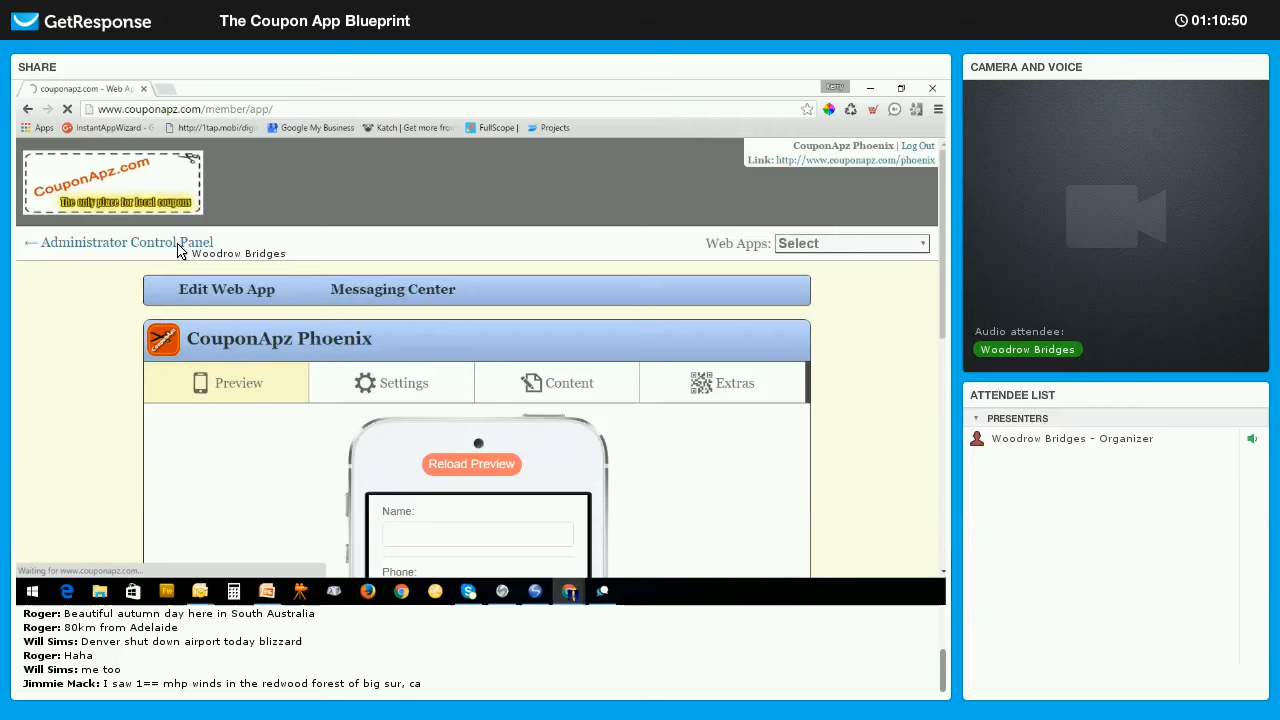 GetResponse
The Coupon App Blueprint
01:10:50
SHARE
couponapz.com - Web Ap
Kerry
www.couponapz.com/member/app/
Apps InstantAppWizard - G http://1tap.mobi/digi Google My Business Katch | Get more from FullScope | Projects
CouponApz.com
The only place for local coupons
CouponApz Phoenix | Log Out
Link: http://www.couponapz.com/phoenix
← Administrator Control Panel
Woodrow Bridges
Web Apps: Select
Edit Web App Messaging Center
CouponApz Phoenix
Preview Settings Content Extras
Reload Preview
Name:
Phone:
Waiting for www.couponapz.com...
Roger: Beautiful autumn day here in South Australia
Roger: 80km from Adelaide
Will Sims: Denver shut down airport today blizzard
Roger: Haha
Will Sims: me too
Jimmie Mack: I saw 1== mhp winds in the redwood forest of big sur, ca
CAMERA AND VOICE
Audio attendee:
Woodrow Bridges
ATTENDEE LIST
PRESENTERS
Woodrow Bridges - Organizer